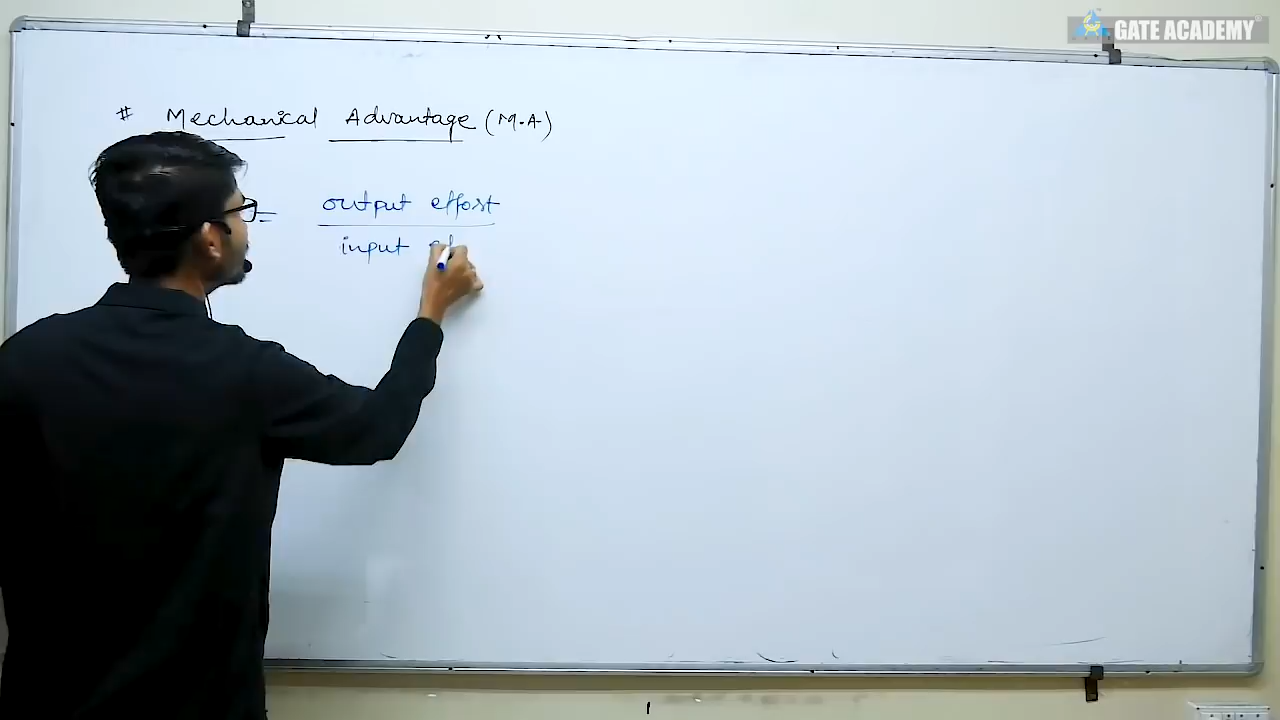 GATE ACADEMY
# Mechanical Advantage (M.A)
= output effort
input